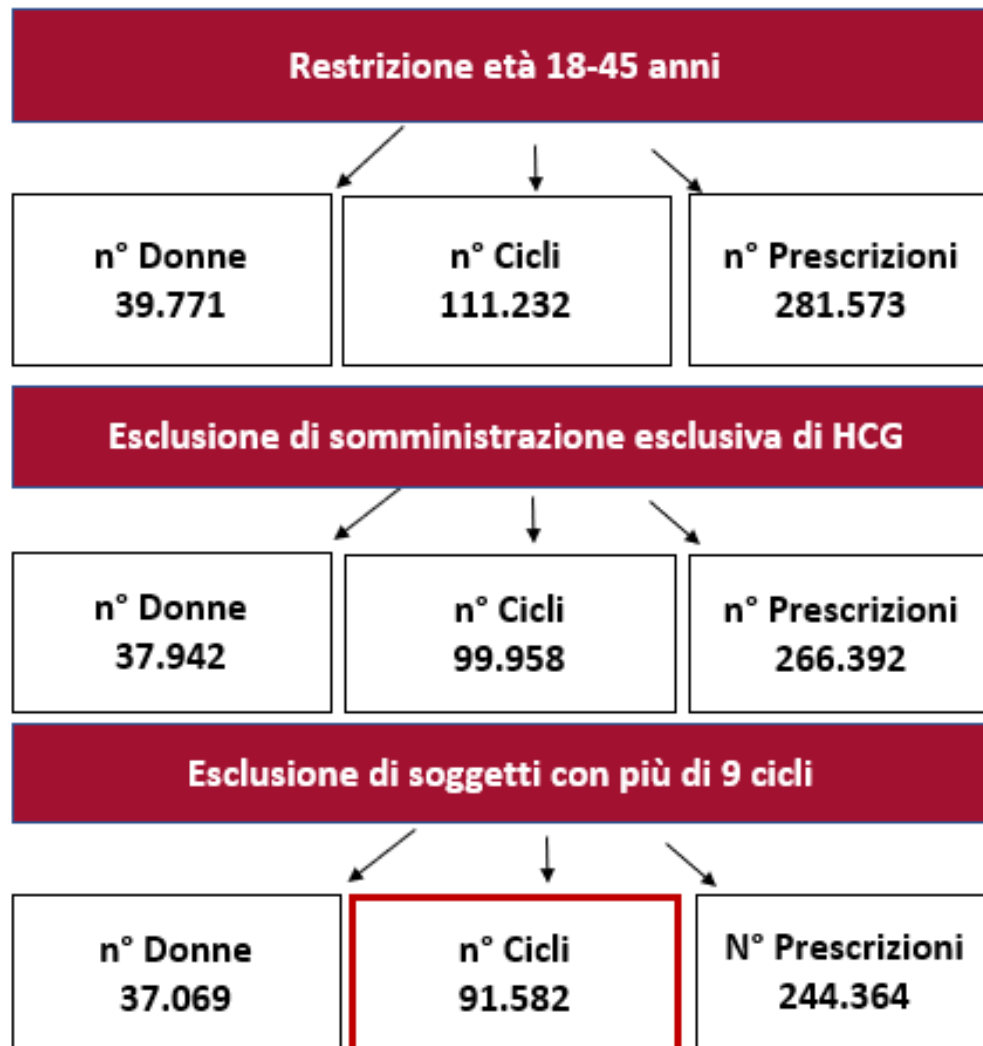 Restrizione età 18-45 anni
n° Donne
39.771
n° Cicli
111.232
n° Prescrizioni
281.573
Esclusione di somministrazione esclusiva di HCG
n° Donne
37.942
n° Cicli
99.958
n° Prescrizioni
266.392
Esclusione di soggetti con più di 9 cicli
n° Donne
37.069
n° Cicli
91.582
N° Prescrizioni
244.364